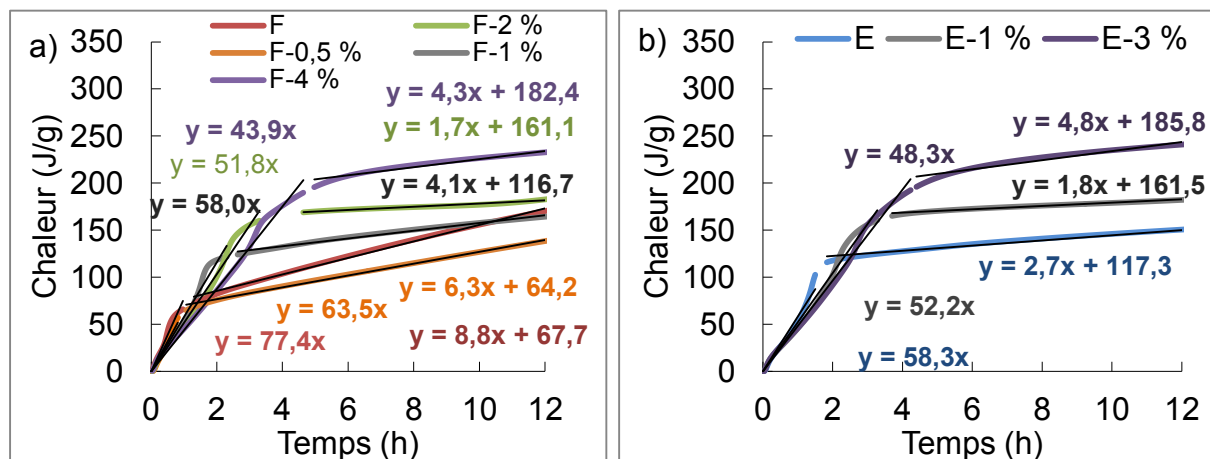 a)
F
F-2 %
F-0,5 %
F-1 %
F-4 %
350
300
250
200
150
100
50
0
Chaleur (J/g)
y = 4,3x + 182,4
y = 43,9x
y = 1,7x + 161,1
y = 51,8x
y = 4,1x + 116,7
y = 58,0x
y = 6,3x + 64,2
y = 63,5x
y = 77,4x
y = 8,8x + 67,7
0 2 4 6 8 10 12
Temps (h)
b)
E E-1 % E-3 %
350
300
250
200
150
100
50
0
Chaleur (J/g)
y = 4,8x + 185,8
y = 48,3x
y = 1,8x + 161,5
y = 2,7x + 117,3
y = 52,2x
y = 58,3x
0 2 4 6 8 10 12
Temps (h)